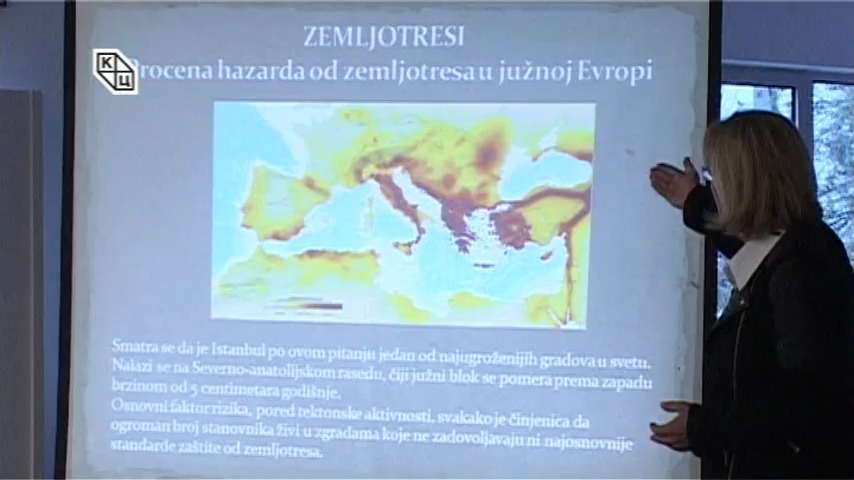 ZEMLJOTRESI
К Ц
Procena hazarda od zemljotresa u južnoj Evropi
Smatra se da je Istanbul po ovom pitanju jedan od najugroženijih gradova u svetu.
Nalazi se na Severno-anatolijskom rasedu, čiji južni blok se pomera prema zapadu
brzinom od 5 centimetara godišnje.
Osnovni faktor rizika, pored tektonske aktivnosti, svakako je činjenica da
ogroman broj stanovnika živi u zgradama koje ne zadovoljavaju ni najosnovnije
standarde zaštite od zemljotresa.